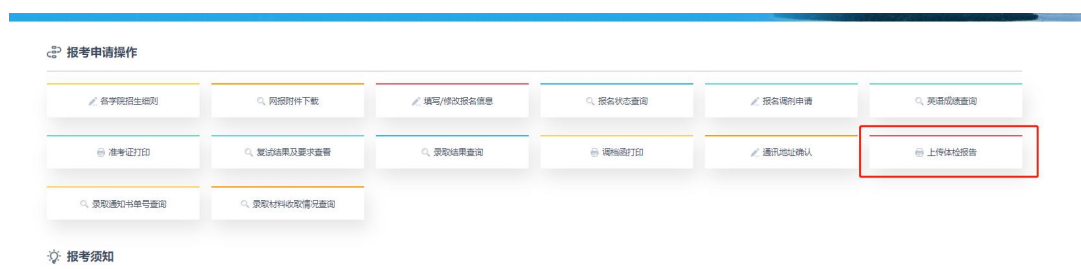 报考申请操作
各学院招生细则 网报附件下载 填写/修改报名信息 报名状态查询 报名调剂申请 英语成绩查询
准考证打印 复试结果及要求查看 录取结果查询 调档函打印 通讯地址确认 上传体检报告
录取通知书单号查询 录取材料收取情况查询
报考须知